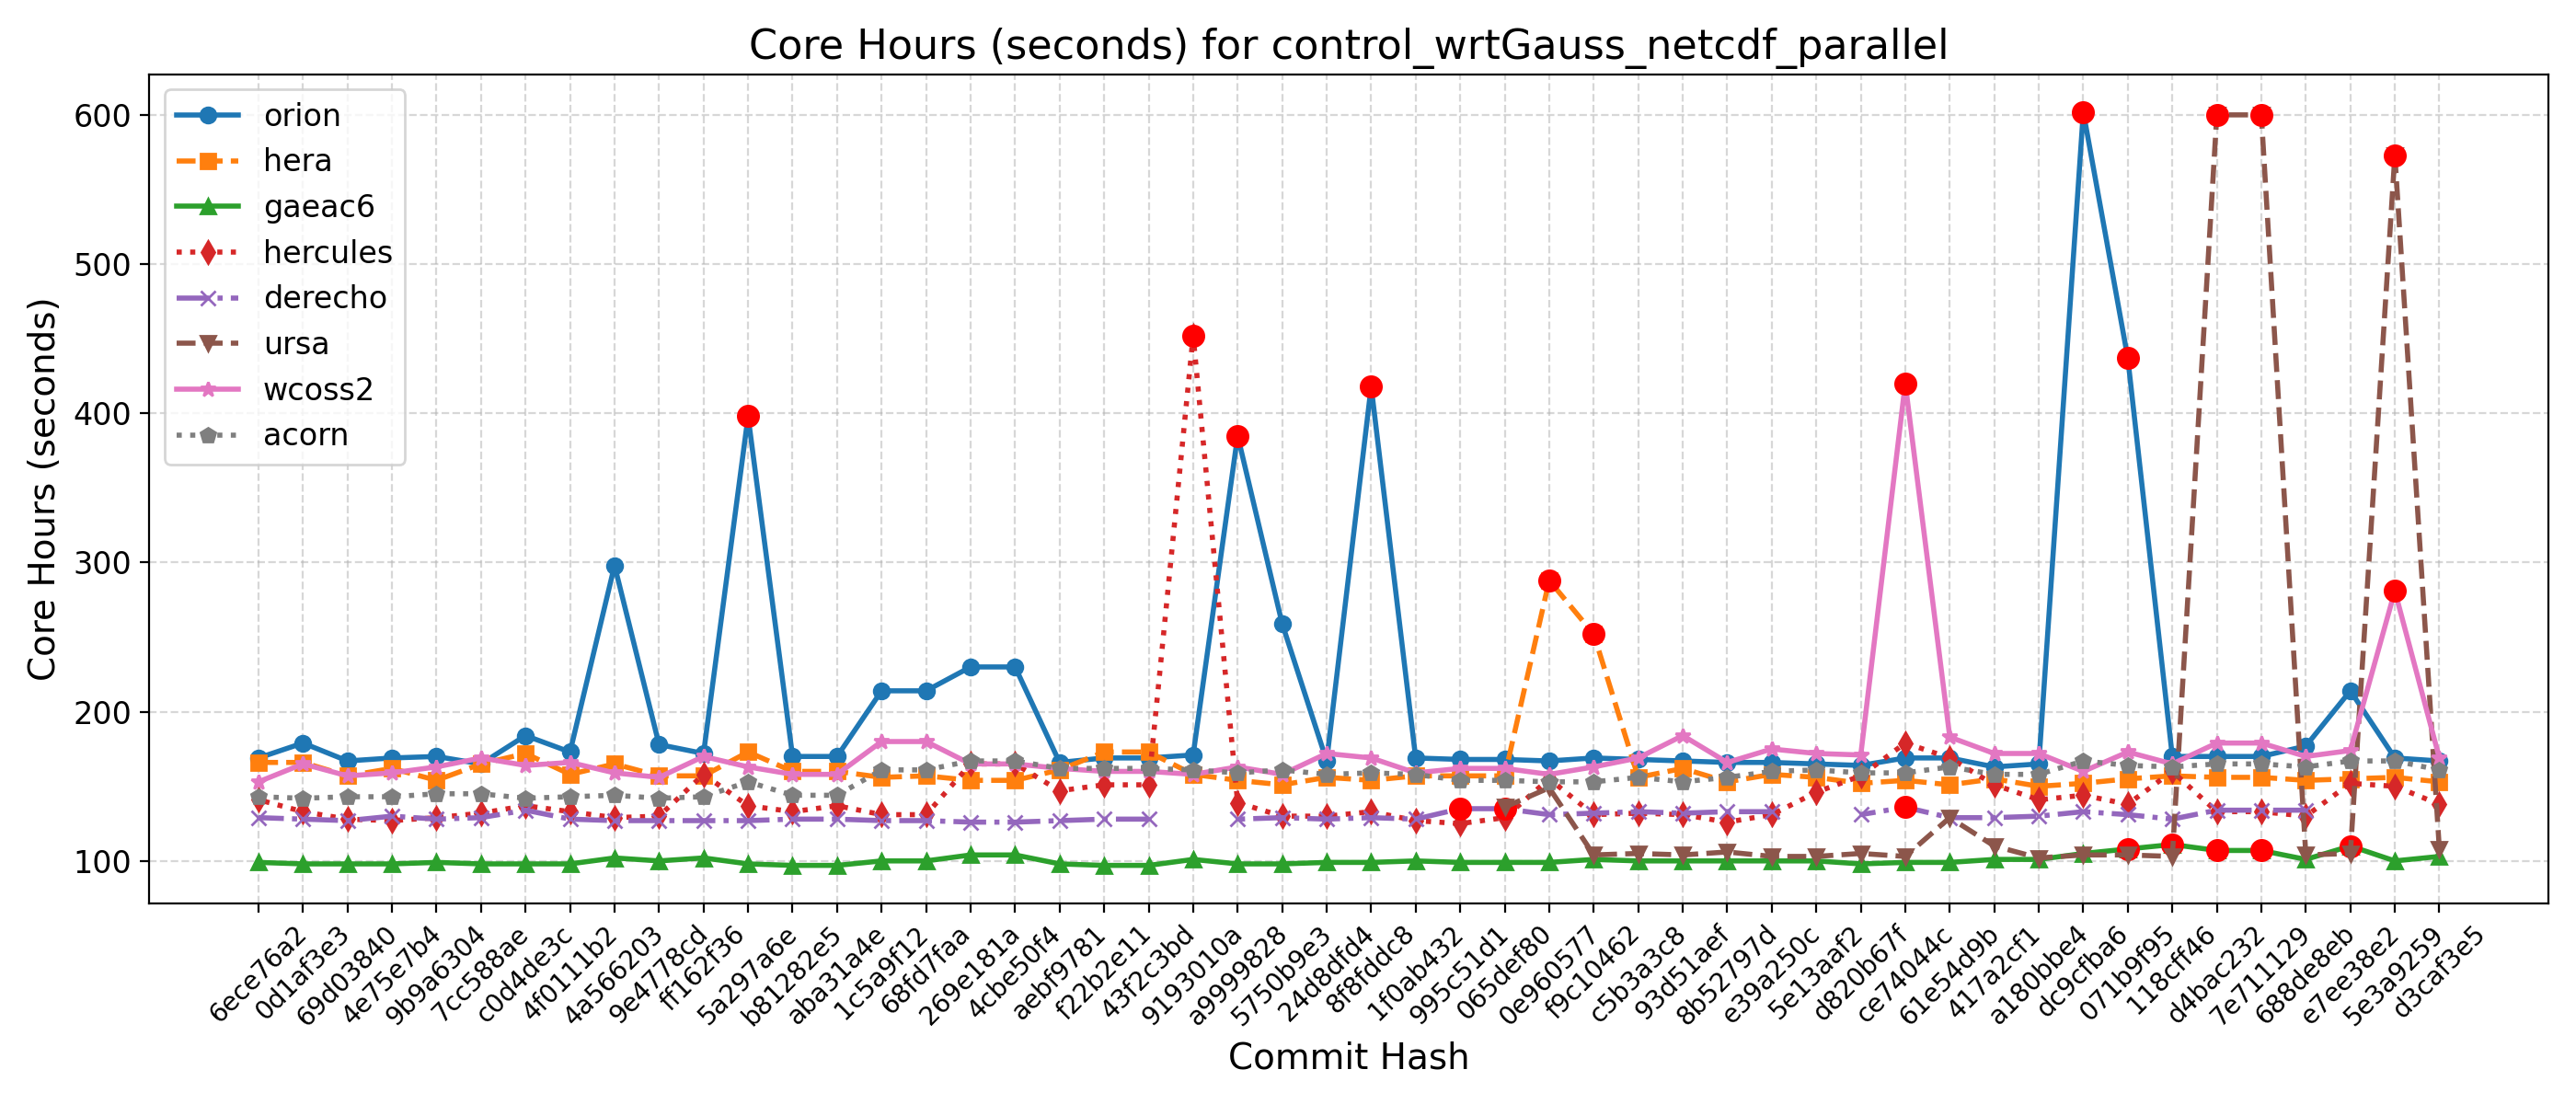 Core Hours (seconds) for control_wrtGauss_netcdf_parallel
Core Hours (seconds)
600
500
400
300
200
100
orion
hera
gaeac6
hercules
derecho
ursa
wcoss2
acorn
6ece76a2
0d1af3e3
69d03840
4e75e7b4
9b9a6304
7cc588ae
c0d4de3c
4f0111b2
4a566203
9e4778cd
ff162f36
5a297a6e
b81282e5
aba31a4e
1c5a9f12
68fd7faa
269e181a
4cbe50f4
aebf9781
f22b2e11
43f2c3bd
9193010a
a9999828
5750b9e3
24d8dfd4
8f8fddc8
1f0ab432
995c51d1
065def80
0e960577
f9c10462
c5b3a3c8
93d51aef
8b52797d
e39a250c
5e13aaf2
d820b67f
ce74044c
61e54d9b
417a2cf1
a180bbe4
dc9cfba6
071b9f95
118cff46
d4bac232
7e711129
688de8eb
e7ee38e2
5e3a9259
d3caf3e5
Commit Hash